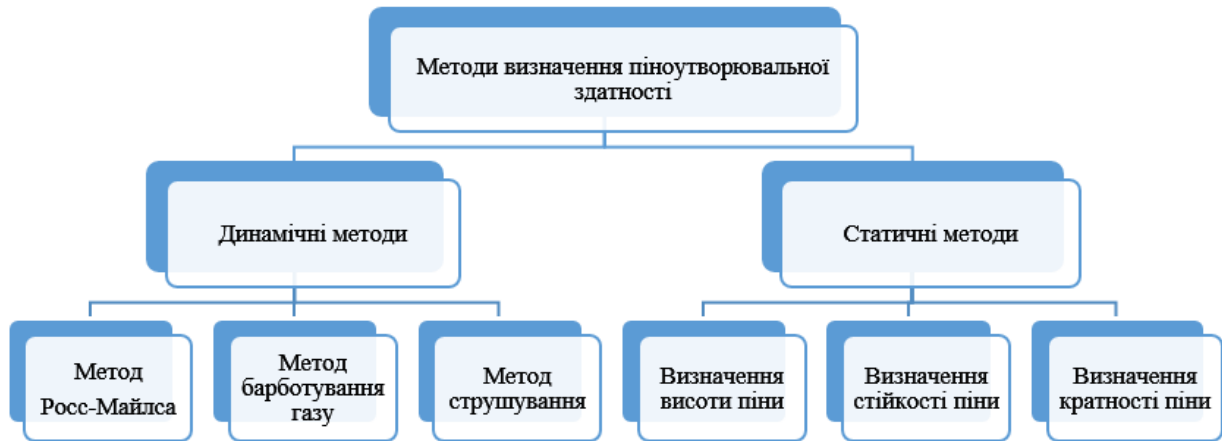 Методи визначення піноутворювальної
здатності
Динамічні методи
Статичні методи
Метод
Росс-Майлса
Метод
барботування
газу
Метод
струшування
Визначення
висоти піни
Визначення
стійкості піни
Визначення
кратності піни